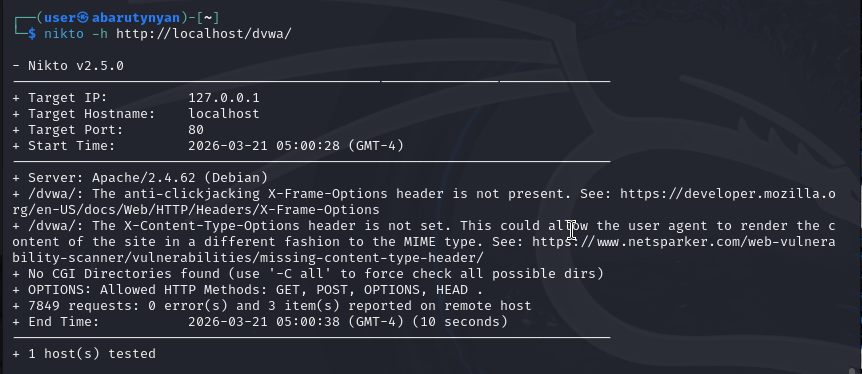 ┌──(user㉿abarutynyan)-[~]
└─$ nikto -h http://localhost/dvwa/
- Nikto v2.5.0
+ Target IP:          127.0.0.1
+ Target Hostname:    localhost
+ Target Port:        80
+ Start Time:         2026-03-21 05:00:28 (GMT-4)
+ Server: Apache/2.4.62 (Debian)
+ /dvwa/: The anti-clickjacking X-Frame-Options header is not present. See: https://developer.mozilla.o
rg/en-US/docs/Web/HTTP/Headers/X-Frame-Options
+ /dvwa/: The X-Content-Type-Options header is not set. This could allow the user agent to render the c
ontent of the site in a different fashion to the MIME type. See: https://www.netsparker.com/web-vulnera
bility-scanner/vulnerabilities/missing-content-type-header/
+ No CGI Directories found (use '-C all' to force check all possible dirs)
+ OPTIONS: Allowed HTTP Methods: GET, POST, OPTIONS, HEAD .
+ 7849 requests: 0 error(s) and 3 item(s) reported on remote host
+ End Time:           2026-03-21 05:00:38 (GMT-4) (10 seconds)
+ 1 host(s) tested